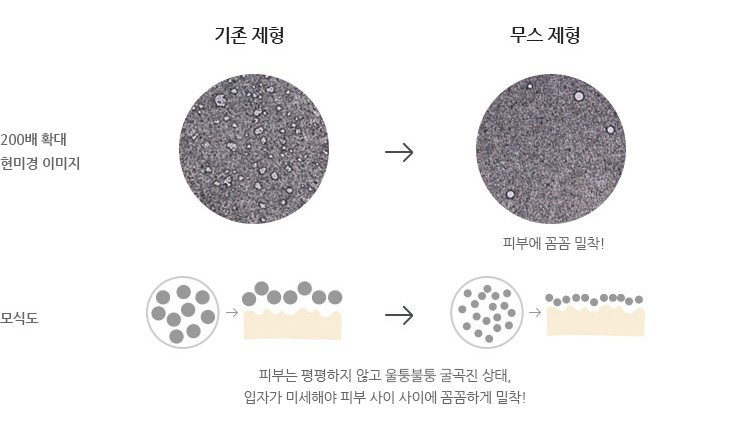 기존 제형
무스 제형
200배 확대
현미경 이미지
피부에 꼼꼼 밀착!
모식도
피부는 평평하지 않고 울퉁불퉁 굴곡진 상태,
입자가 미세해야 피부 사이 사이에 꼼꼼하게 밀착!